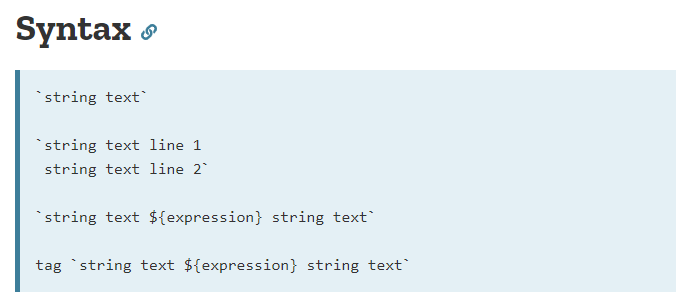 Syntax
`string text`
`string text line 1
 string text line 2`
`string text ${expression} string text`
tag `string text ${expression} string text`